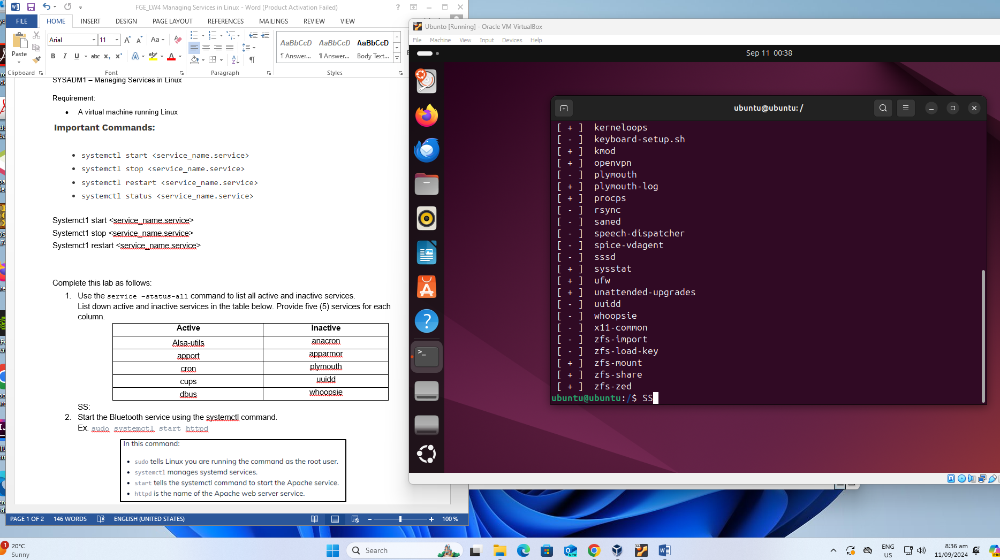 FGE_LW4 Managing Services in Linux - Word (Product Activation Failed)
FILE HOME INSERT DESIGN PAGE LAYOUT REFERENCES MAILINGS REVIEW VIEW
Paste
Arial 11
Aa
B I U abc x₂ x²
AaBbCcD AaBbCcD AaBbCcD
¶ Answer... ¶ Answer... Body Text...
Clipboard Font Paragraph Styles
SYSADM1 – Managing Services in Linux
Requirement:
• A virtual machine running Linux
Important Commands:
• systemctl start <service_name.service>
• systemctl stop <service_name.service>
• systemctl restart <service_name.service>
• systemctl status <service_name.service>
Systemct1 start <service_name.service>
Systemct1 stop <service_name.service>
Systemct1 restart <service_name.service>
Complete this lab as follows:
1. Use the service –status-all command to list all active and inactive services.
List down active and inactive services in the table below. Provide five (5) services for each
column.
Active Inactive
Alsa-utils anacron
apport apparmor
cron plymouth
cups uuidd
dbus whoopsie
SS:
2. Start the Bluetooth service using the systemctl command.
Ex. sudo systemctl start httpd
In this command:
• sudo tells Linux you are running the command as the root user.
• systemctl manages systemd services.
• start tells the systemctl command to start the Apache service.
• httpd is the name of the Apache web server service.
PAGE 1 OF 2 146 WORDS ENGLISH (UNITED STATES) 100 %
Ubunto [Running] - Oracle VM VirtualBox
File Machine View Input Devices Help
Sep 11 00:38
ubuntu@ubuntu: /
[ + ] kerneloops
[ - ] keyboard-setup.sh
[ + ] kmod
[ + ] openvpn
[ - ] plymouth
[ + ] plymouth-log
[ + ] procps
[ - ] rsync
[ - ] saned
[ - ] speech-dispatcher
[ - ] spice-vdagent
[ - ] sssd
[ + ] sysstat
[ + ] ufw
[ + ] unattended-upgrades
[ - ] uuidd
[ - ] whoopsie
[ - ] x11-common
[ - ] zfs-import
[ - ] zfs-load-key
[ + ] zfs-mount
[ + ] zfs-share
[ + ] zfs-zed
ubuntu@ubuntu:/$ SS
1
20°C
Sunny
Search
ENG
US
8:36 am
11/09/2024